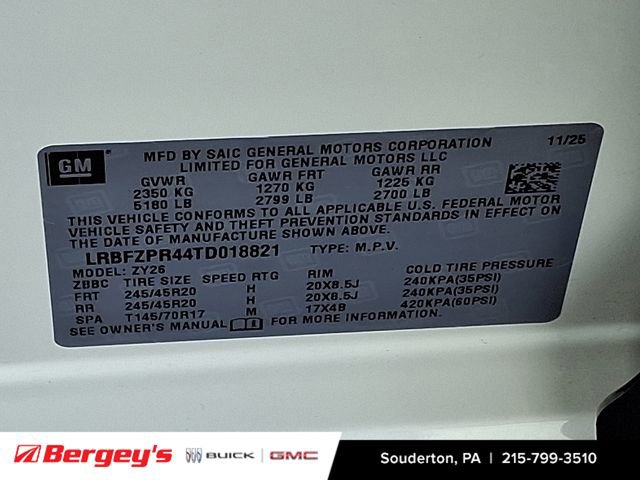 GM
MFD BY SAIC GENERAL MOTORS CORPORATION 11/25
LIMITED FOR GENERAL MOTORS LLC
GVWR GAWR FRT GAWR RR
2350 KG 1270 KG 1225 KG
5180 LB 2799 LB 2700 LB
THIS VEHICLE CONFORMS TO ALL APPLICABLE U.S. FEDERAL MOTOR
VEHICLE SAFETY AND THEFT PREVENTION STANDARDS IN EFFECT ON
THE DATE OF MANUFACTURE SHOWN ABOVE.
LRBFZPR44TD018821 TYPE: M.P.V.
MODEL: ZY26
ZBBC TIRE SIZE SPEED RTG RIM COLD TIRE PRESSURE
FRT 245/45R20 H 20X8.5J 240KPA(35PSI)
RR 245/45R20 H 20X8.5J 240KPA(35PSI)
SPA T145/70R17 M 17X4B 420KPA(60PSI)
SEE OWNER'S MANUAL FOR MORE INFORMATION.
Bergey's BUICK GMC Souderton, PA | 215-799-3510